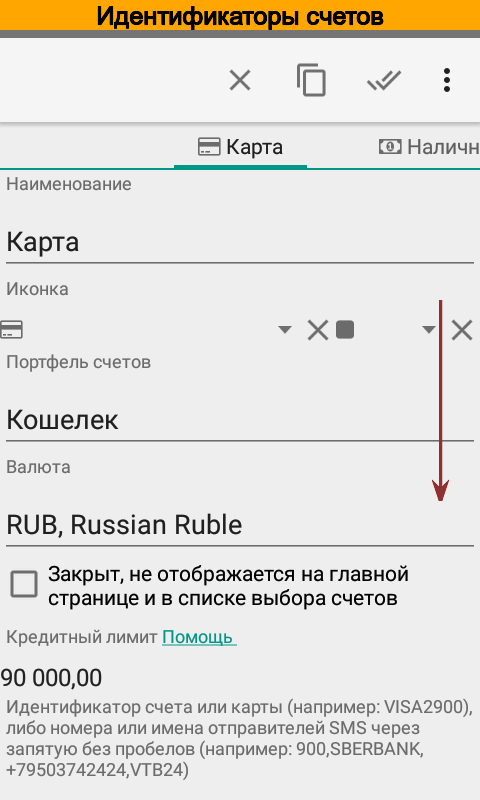 Идентификаторы счетов
Карта
Наличн
Наименование
Карта
Иконка
Портфель счетов
Кошелек
Валюта
RUB, Russian Ruble
Закрыт, не отображается на главной
странице и в списке выбора счетов
Кредитный лимит Помощь
90 000,00
Идентификатор счета или карты (например: VISA2900),
либо номера или имена отправителей SMS через
запятую без пробелов (например: 900,SBERBANK,
+79503742424,VTB24)